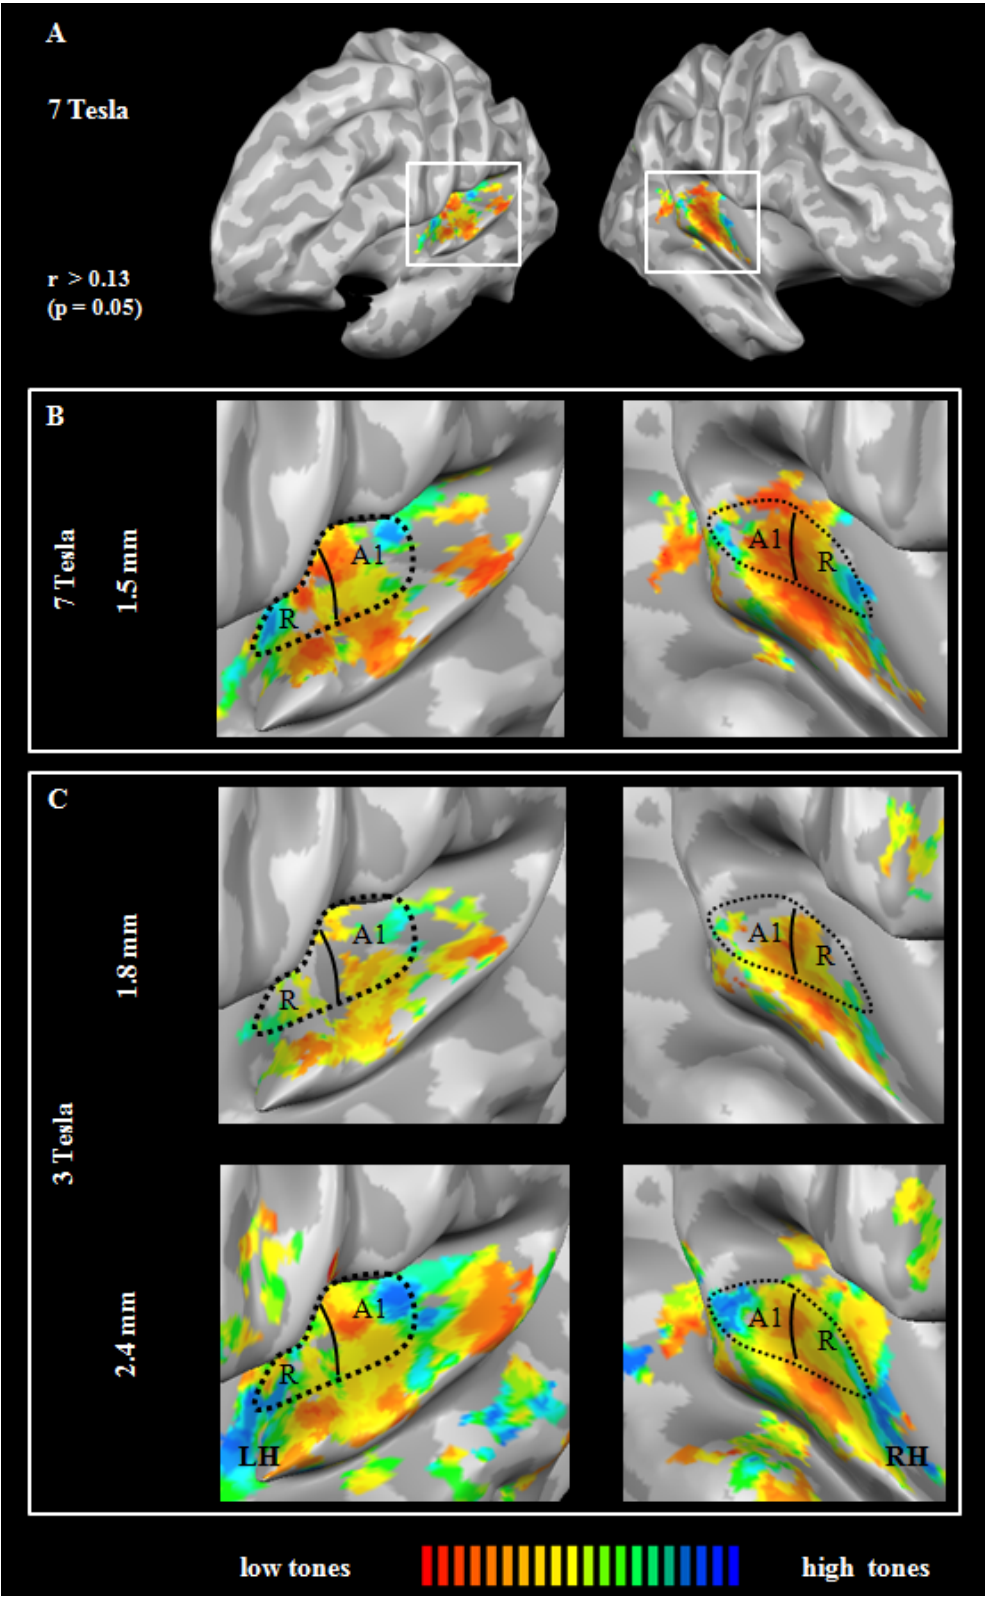 A
7 Tesla
r > 0.13
(p = 0.05)
B
7 Tesla
1.5 mm
A1
R
A1
R
C
3 Tesla
1.8 mm
A1
R
A1
R
2.4 mm
A1
R
LH
A1
R
RH
low tones
high tones